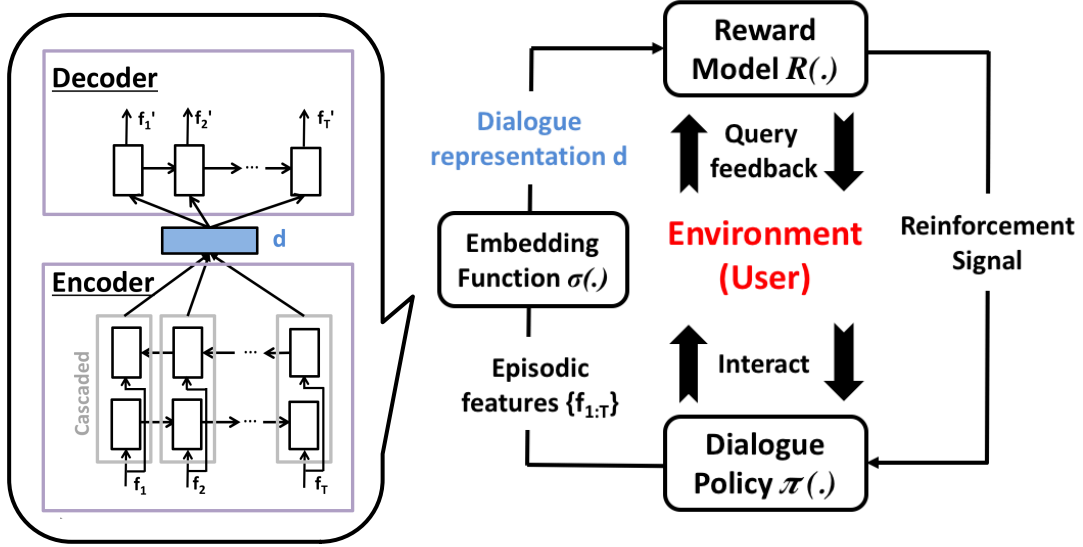 Decoder
f1' f2' fT'
...
d
Encoder
Cascaded
...
...
f1 f2 fT
Reward
Model R(.)
Dialogue
representation d
Query
feedback
Embedding
Function σ(.)
Environment
(User)
Reinforcement
Signal
Episodic
features {f1:T}
Interact
Dialogue
Policy π(.)